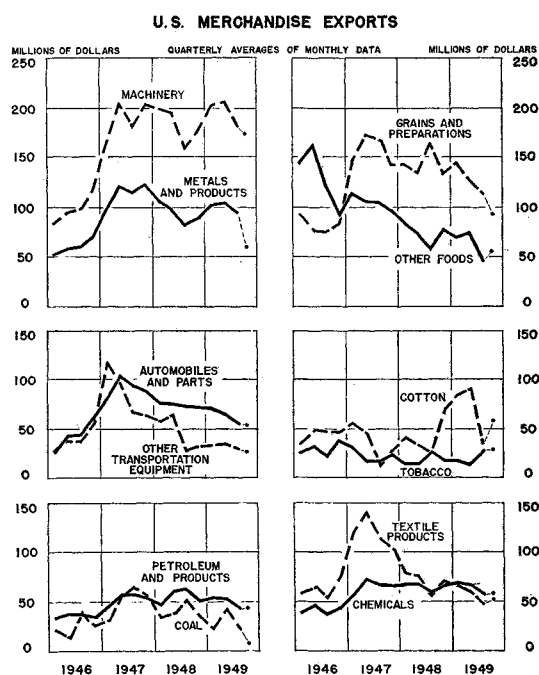 U.S. MERCHANDISE EXPORTS
MILLIONS OF DOLLARS QUARTERLY AVERAGES OF MONTHLY DATA MILLIONS OF DOLLARS
250 250
MACHINERY
200 GRAINS AND 200
PREPARATIONS
150 150
METALS
AND PRODUCTS
100 100
50 50
OTHER FOODS
0 0
150 150
AUTOMOBILES
AND PARTS
100 COTTON 100
50 50
OTHER
TRANSPORTATION
EQUIPMENT TOBACCO
0 0
150 150
TEXTILE
PRODUCTS
100 100
PETROLEUM
AND PRODUCTS
50 50
COAL CHEMICALS
0 0
1946 1947 1948 1949 1946 1947 1948 1949